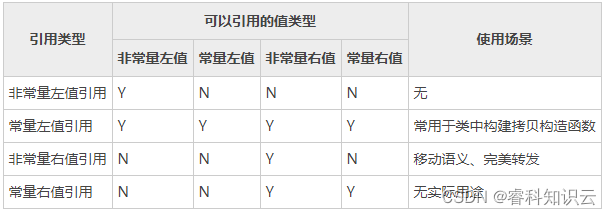 引用类型 可以引用的值类型 使用场景
非常量左值 常量左值 非常量右值 常量右值
非常量左值引用 Y N N N 无
常量左值引用 Y Y Y Y 常用于类中构建拷贝构造函数
非常量右值引用 N N Y N 移动语义、完美转发
常量右值引用 N N Y Y 无实际用途
CSDN @睿科知识云